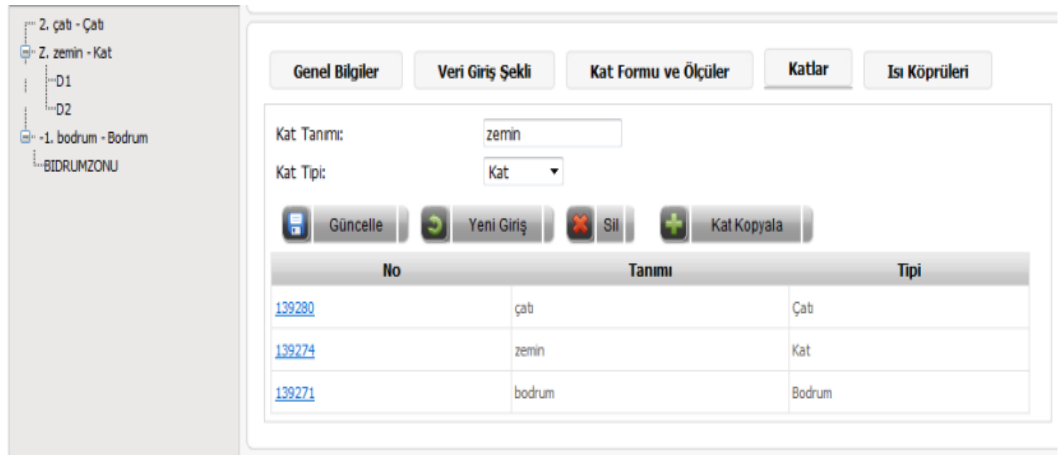 2. çatı - Çatı
Z. zemin - Kat
D1
D2
-1. bodrum - Bodrum
BIDRUMZONU
Genel Bilgiler Veri Giriş Şekli Kat Formu ve Ölçüler Katlar Isı Köprüleri
Kat Tanımı: zemin
Kat Tipi: Kat
Güncelle Yeni Giriş Sil Kat Kopyala
No Tanımı Tipi
139280 çatı Çatı
139274 zemin Kat
139271 bodrum Bodrum